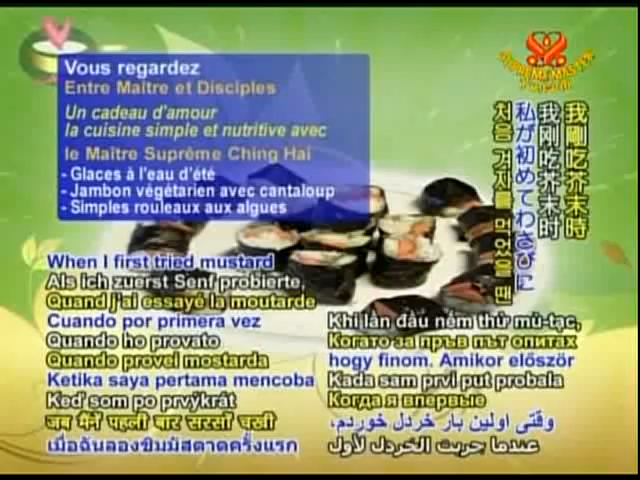 Vous regardez
Entre Maître et Disciples
Un cadeau d'amour
la cuisine simple et nutritive avec
le Maître Suprême Ching Hai
- Glaces à l'eau d'été
- Jambon végétarien avec cantaloup
- Simples rouleaux aux algues
SUPREME MASTER
TELEVISION
我剛吃芥末時
我刚吃芥末时
私が初めてわさびに
처음 겨자를 먹었을 땐
When I first tried mustard
Als ich zuerst Senf probierte,
Quand j'ai essayé la moutarde
Cuando por primera vez
Quando ho provato
Quando provei mostarda
Ketika saya pertama mencoba
Keď som po prvýkrát
जब मैंनें पहली बार सरसों चखी
เมื่อฉันลองชิมมัสตาดครั้งแรก
Khi lần đầu nếm thử mù-tạc,
Когато за пръв път опитах
hogy finom. Amikor először
Kada sam prvi put probala
Когда я впервые
وقتی اولین بار خردل خوردم،
عندما جربت الخردل لأول